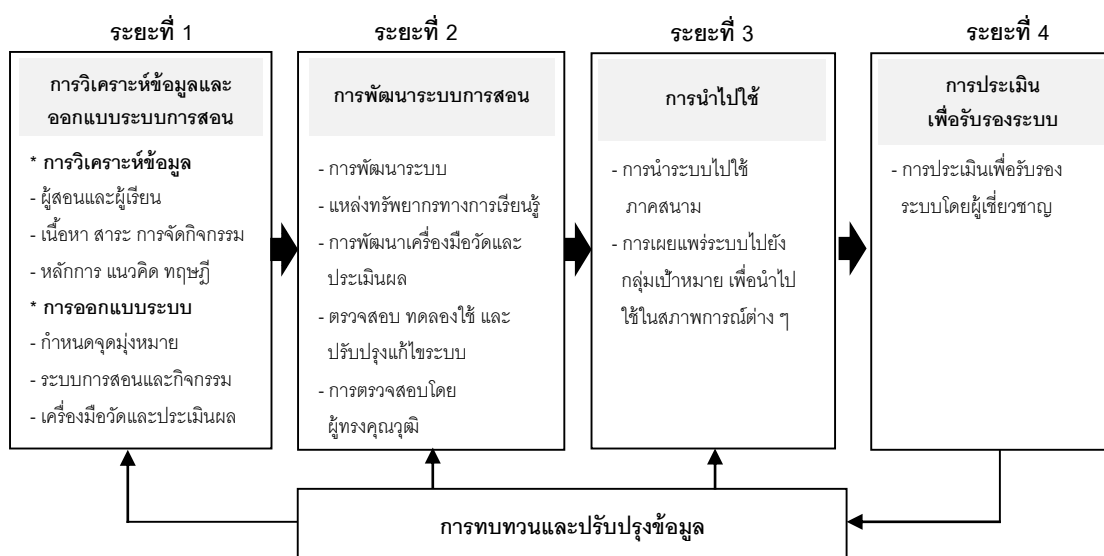 ระยะที่ 1
การวิเคราะห์ข้อมูลและ
ออกแบบระบบการสอน
* การวิเคราะห์ข้อมูล
- ผู้สอนและผู้เรียน
- เนื้อหา สาระ การจัดกิจกรรม
- หลักการ แนวคิด ทฤษฎี
* การออกแบบระบบ
- กำหนดจุดมุ่งหมาย
- ระบบการสอนและกิจกรรม
- เครื่องมือวัดและประเมินผล
ระยะที่ 2
การพัฒนาระบบการสอน
- การพัฒนาระบบ
- แหล่งทรัพยากรทางการเรียนรู้
- การพัฒนาเครื่องมือวัดและ
ประเมินผล
- ตรวจสอบ ทดลองใช้ และ
ปรับปรุงแก้ไขระบบ
- การตรวจสอบโดย
ผู้ทรงคุณวุฒิ
ระยะที่ 3
การนำไปใช้
- การนำระบบไปใช้
ภาคสนาม
- การเผยแพร่ระบบไปยัง
กลุ่มเป้าหมาย เพื่อนำไป
ใช้ในสภาพการณ์ต่าง ๆ
ระยะที่ 4
การประเมิน
เพื่อรับรองระบบ
- การประเมินเพื่อรับรอง
ระบบโดยผู้เชี่ยวชาญ
การทบทวนและปรับปรุงข้อมูล